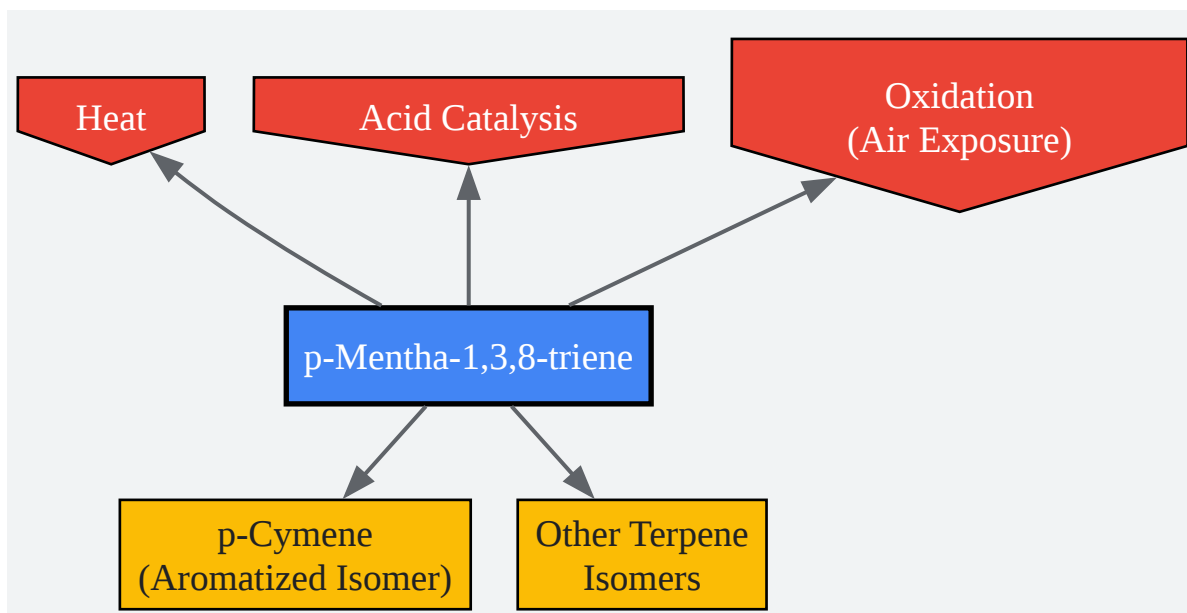 Heat
Acid Catalysis
Oxidation
(Air Exposure)
p-Mentha-1,3,8-triene
p-Cymene
(Aromatized Isomer)
Other Terpene
Isomers